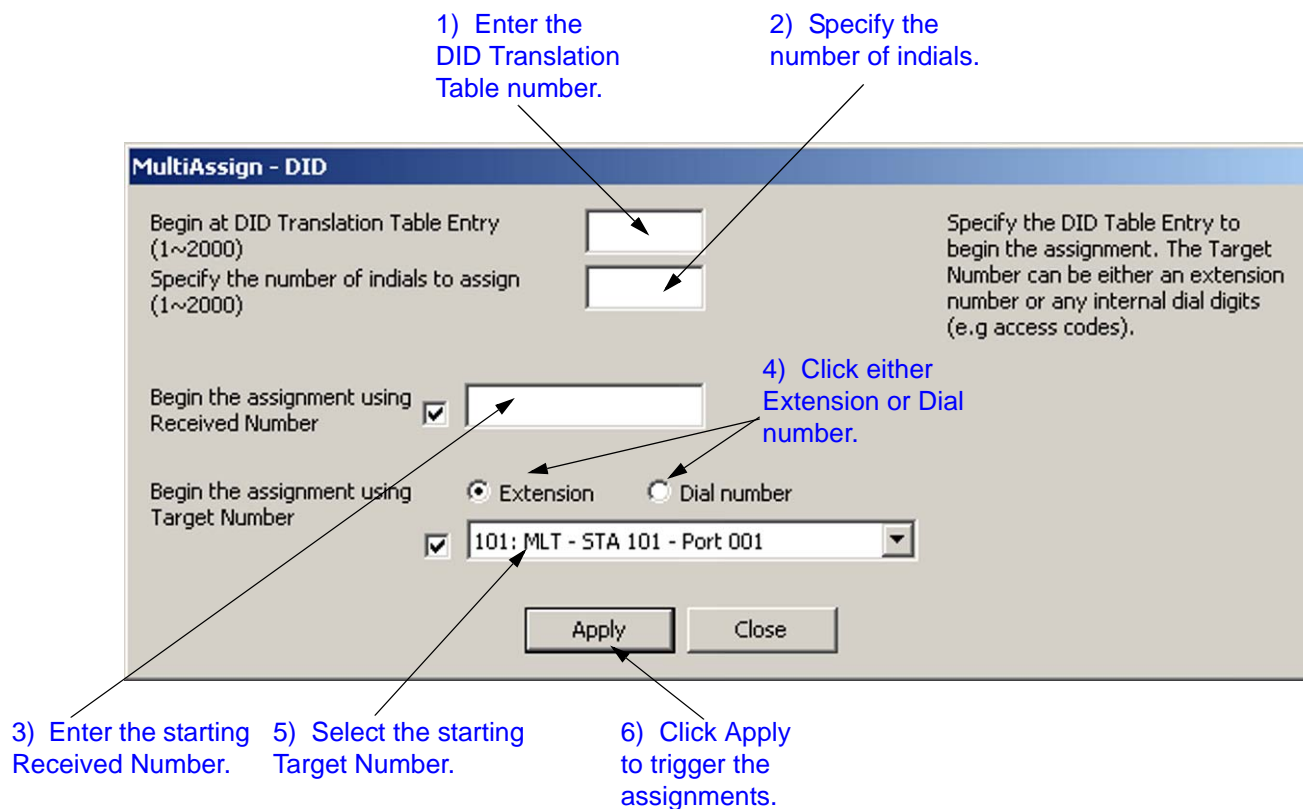 1)  Enter the
DID Translation
Table number.
2)  Specify the
number of indials.
MultiAssign - DID
Begin at DID Translation Table Entry
(1~2000)
Specify the number of indials to assign
(1~2000)
Specify the DID Table Entry to
begin the assignment. The Target
Number can be either an extension
number or any internal dial digits
(e.g access codes).
4)  Click either
Extension or Dial
number.
Begin the assignment using
Received Number
Begin the assignment using
Target Number
Extension
Dial number
101: MLT - STA 101 - Port 001
Apply
Close
3)  Enter the starting
Received Number.
5)  Select the starting
Target Number.
6)  Click Apply
to trigger the
assignments.